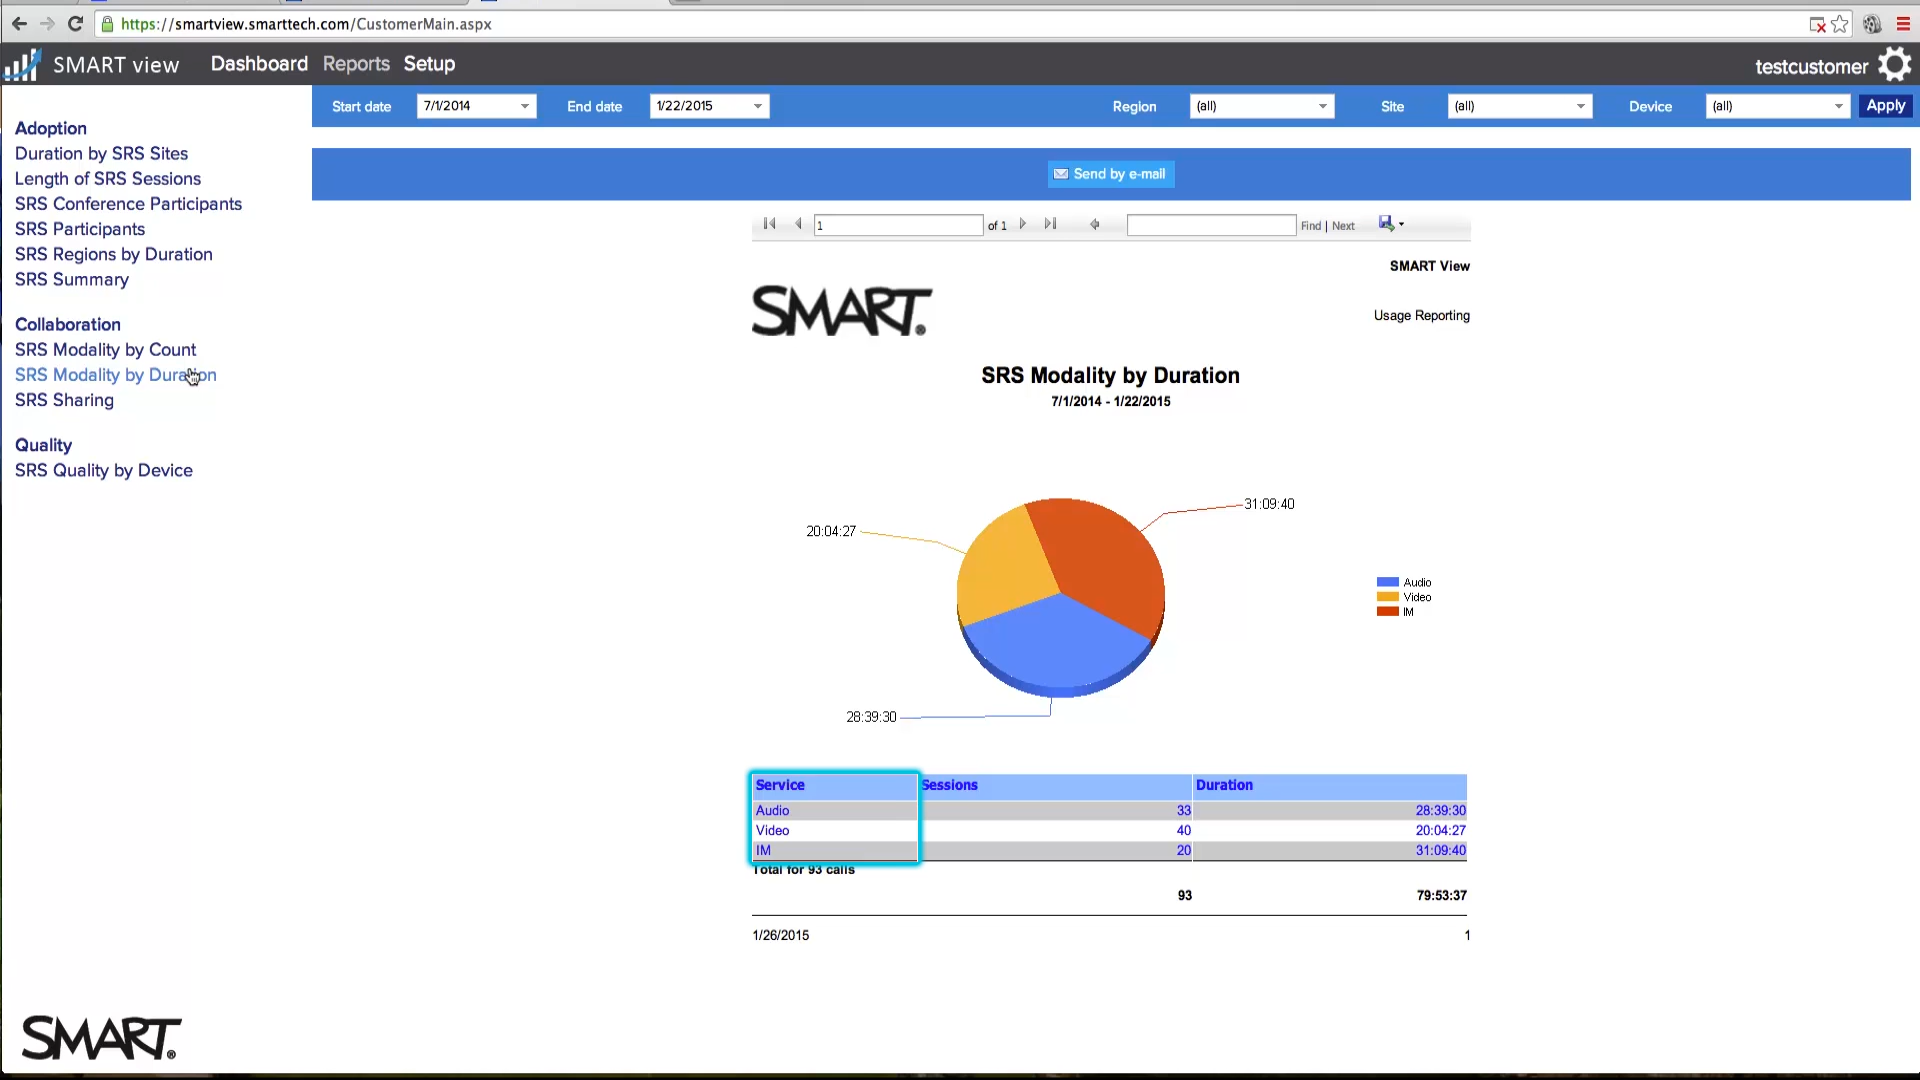 https://smartview.smarttech.com/CustomerMain.aspx
SMART view Dashboard Reports Setup testcustomer
Start date 7/1/2014 End date 1/22/2015 Region (all) Site (all) Device (all) Apply
Adoption
Duration by SRS Sites
Length of SRS Sessions
SRS Conference Participants
SRS Participants
SRS Regions by Duration
SRS Summary
Collaboration
SRS Modality by Count
SRS Modality by Duration
SRS Sharing
Quality
SRS Quality by Device
Send by e-mail
1 of 1 Find | Next
SMART View
SMART®
Usage Reporting
SRS Modality by Duration
7/1/2014 - 1/22/2015
31:09:40
20:04:27
28:39:30
Audio
Video
IM
Service Sessions Duration
Audio 33 28:39:30
Video 40 20:04:27
IM 20 31:09:40
Total for 93 calls
93 79:53:37
1/26/2015 1
SMART®